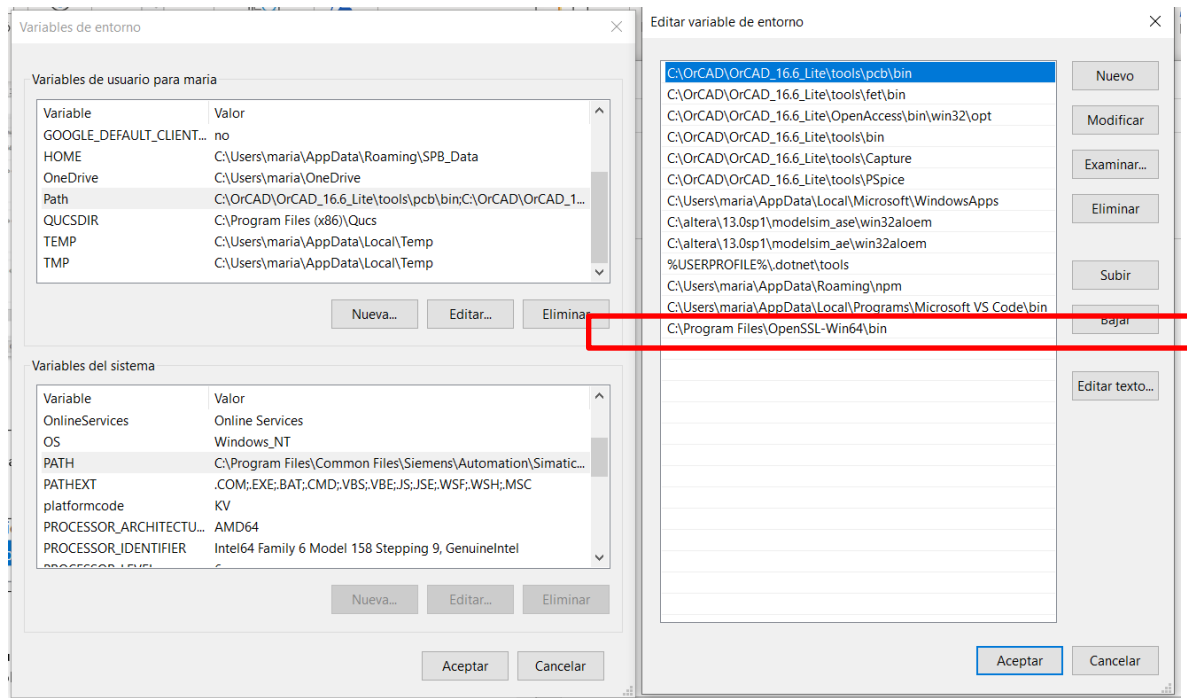 Variables de entorno
Variables de usuario para maria
Variable Valor
GOOGLE_DEFAULT_CLIENT... no
HOME C:\Users\maria\AppData\Roaming\SPB_Data
OneDrive C:\Users\maria\OneDrive
Path C:\OrCAD\OrCAD_16.6_Lite\tools\pcb\bin;C:\OrCAD\OrCAD_1...
QUCSDIR C:\Program Files (x86)\Qucs
TEMP C:\Users\maria\AppData\Local\Temp
TMP C:\Users\maria\AppData\Local\Temp
Nueva... Editar... Eliminar
Variables del sistema
Variable Valor
OnlineServices Online Services
OS Windows_NT
PATH C:\Program Files\Common Files\Siemens\Automation\Simatic...
PATHEXT .COM;.EXE;.BAT;.CMD;.VBS;.VBE;.JS;.JSE;.WSF;.WSH;.MSC
platformcode KV
PROCESSOR_ARCHITECTU... AMD64
PROCESSOR_IDENTIFIER Intel64 Family 6 Model 158 Stepping 9, GenuineIntel
Nueva... Editar... Eliminar
Aceptar Cancelar
Editar variable de entorno
C:\OrCAD\OrCAD_16.6_Lite\tools\pcb\bin
C:\OrCAD\OrCAD_16.6_Lite\tools\fet\bin
C:\OrCAD\OrCAD_16.6_Lite\OpenAccess\bin\win32\opt
C:\OrCAD\OrCAD_16.6_Lite\tools\bin
C:\OrCAD\OrCAD_16.6_Lite\tools\Capture
C:\OrCAD\OrCAD_16.6_Lite\tools\PSpice
C:\Users\maria\AppData\Local\Microsoft\WindowsApps
C:\altera\13.0sp1\modelsim_ase\win32aloem
C:\altera\13.0sp1\modelsim_ae\win32aloem
%USERPROFILE%\.dotnet\tools
C:\Users\maria\AppData\Roaming\npm
C:\Users\maria\AppData\Local\Programs\Microsoft VS Code\bin
C:\Program Files\OpenSSL-Win64\bin
Nuevo
Modificar
Examinar...
Eliminar
Subir
Bajar
Editar texto...
Aceptar Cancelar